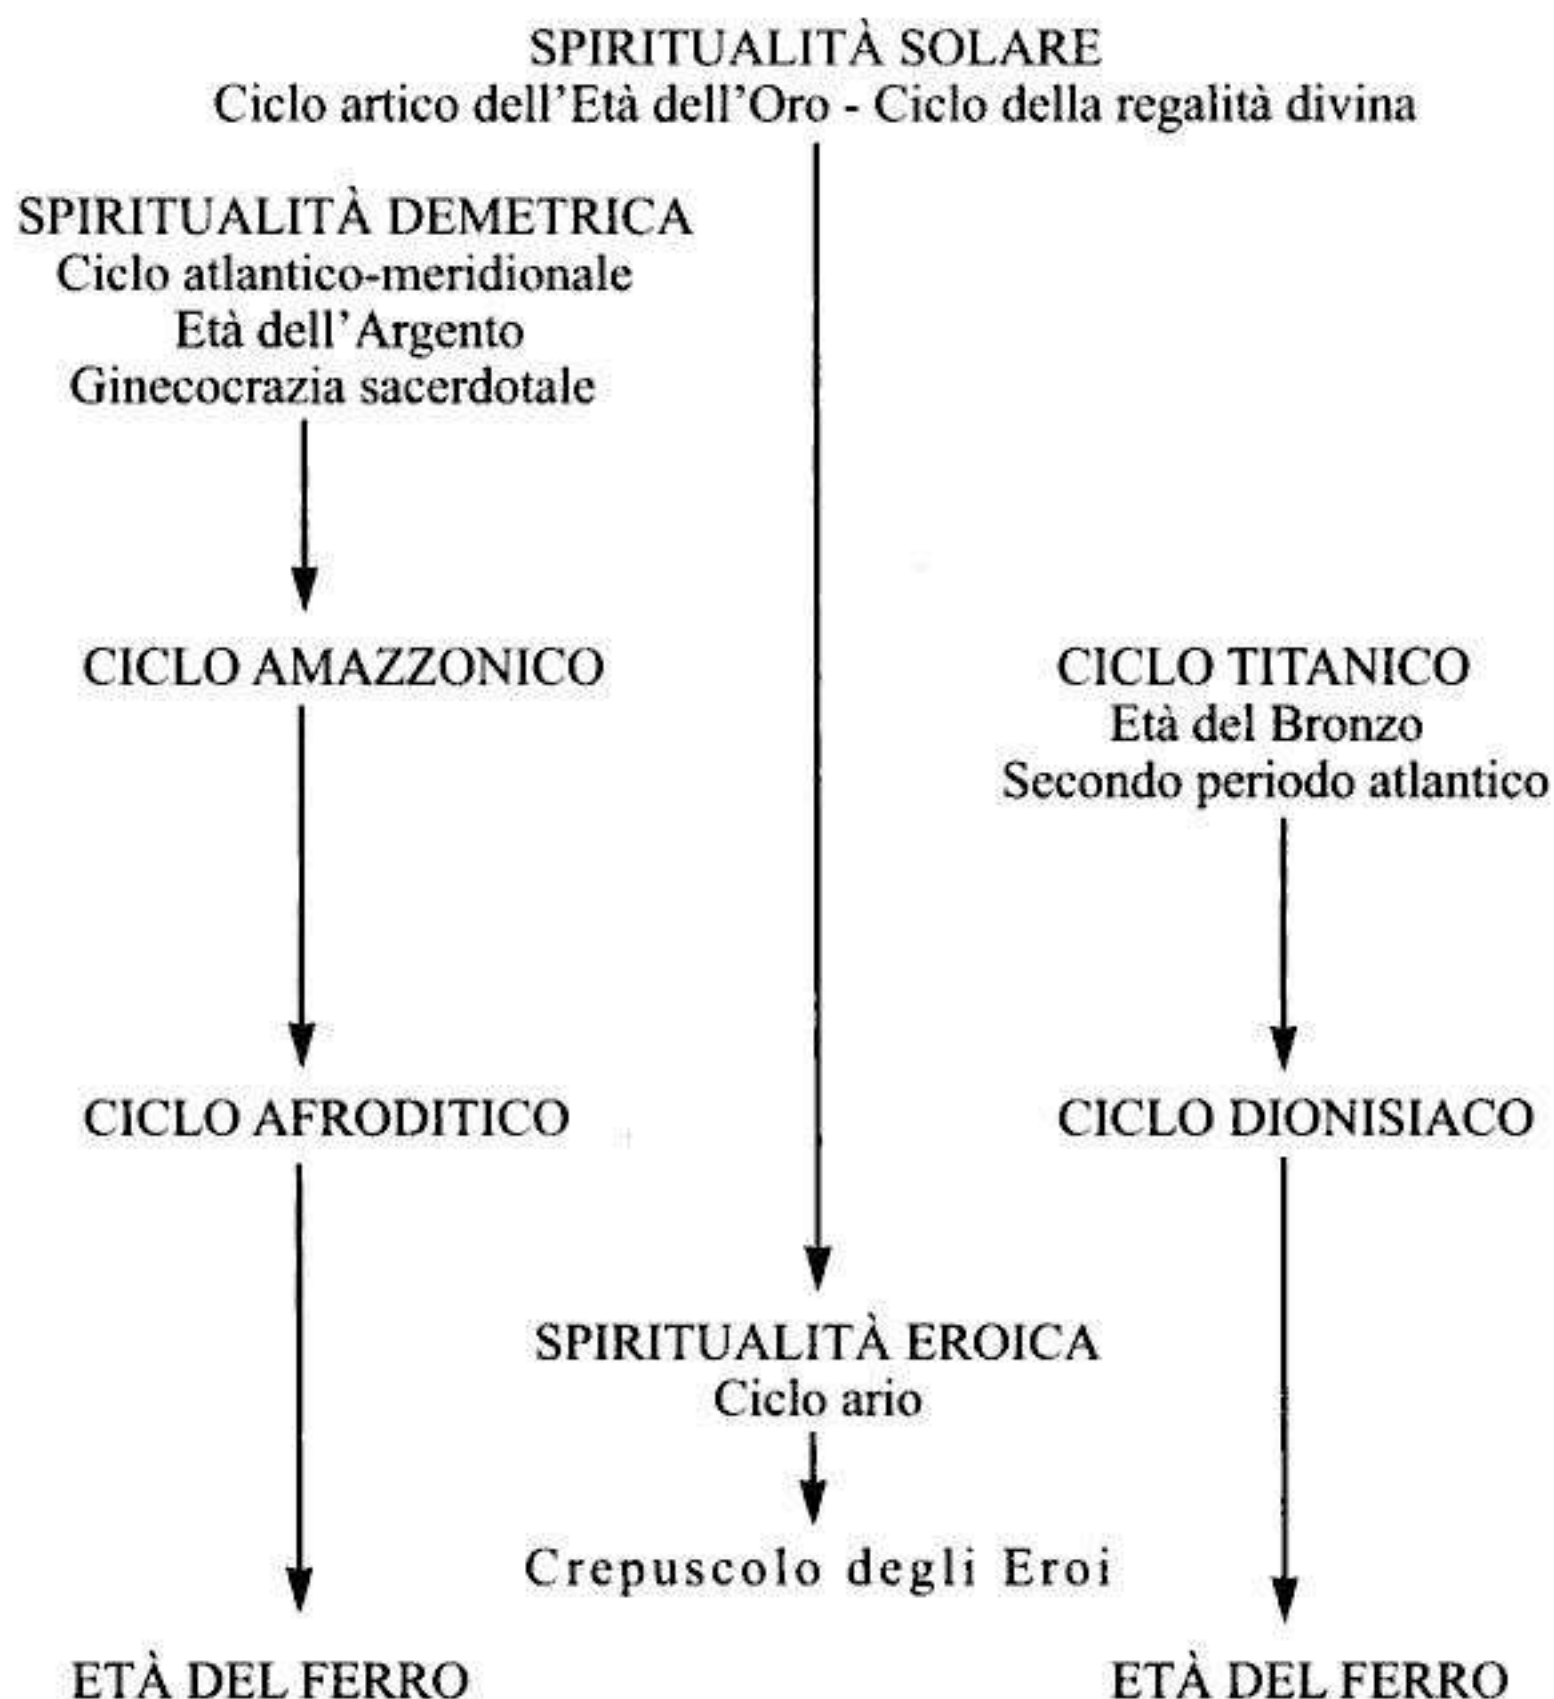 SPIRITUALITÀ SOLARE
Ciclo artico dell'Età dell'Oro - Ciclo della regalità divina
SPIRITUALITÀ DEMETRICA
Ciclo atlantico-meridionale
Età dell'Argento
Ginecocrazia sacerdotale
CICLO AMAZZONICO
CICLO TITANICO
Età del Bronzo
Secondo periodo atlantico
CICLO AFRODITICO
CICLO DIONISIACO
SPIRITUALITÀ EROICA
Ciclo ario
Crepuscolo degli Eroi
ETÀ DEL FERRO
ETÀ DEL FERRO